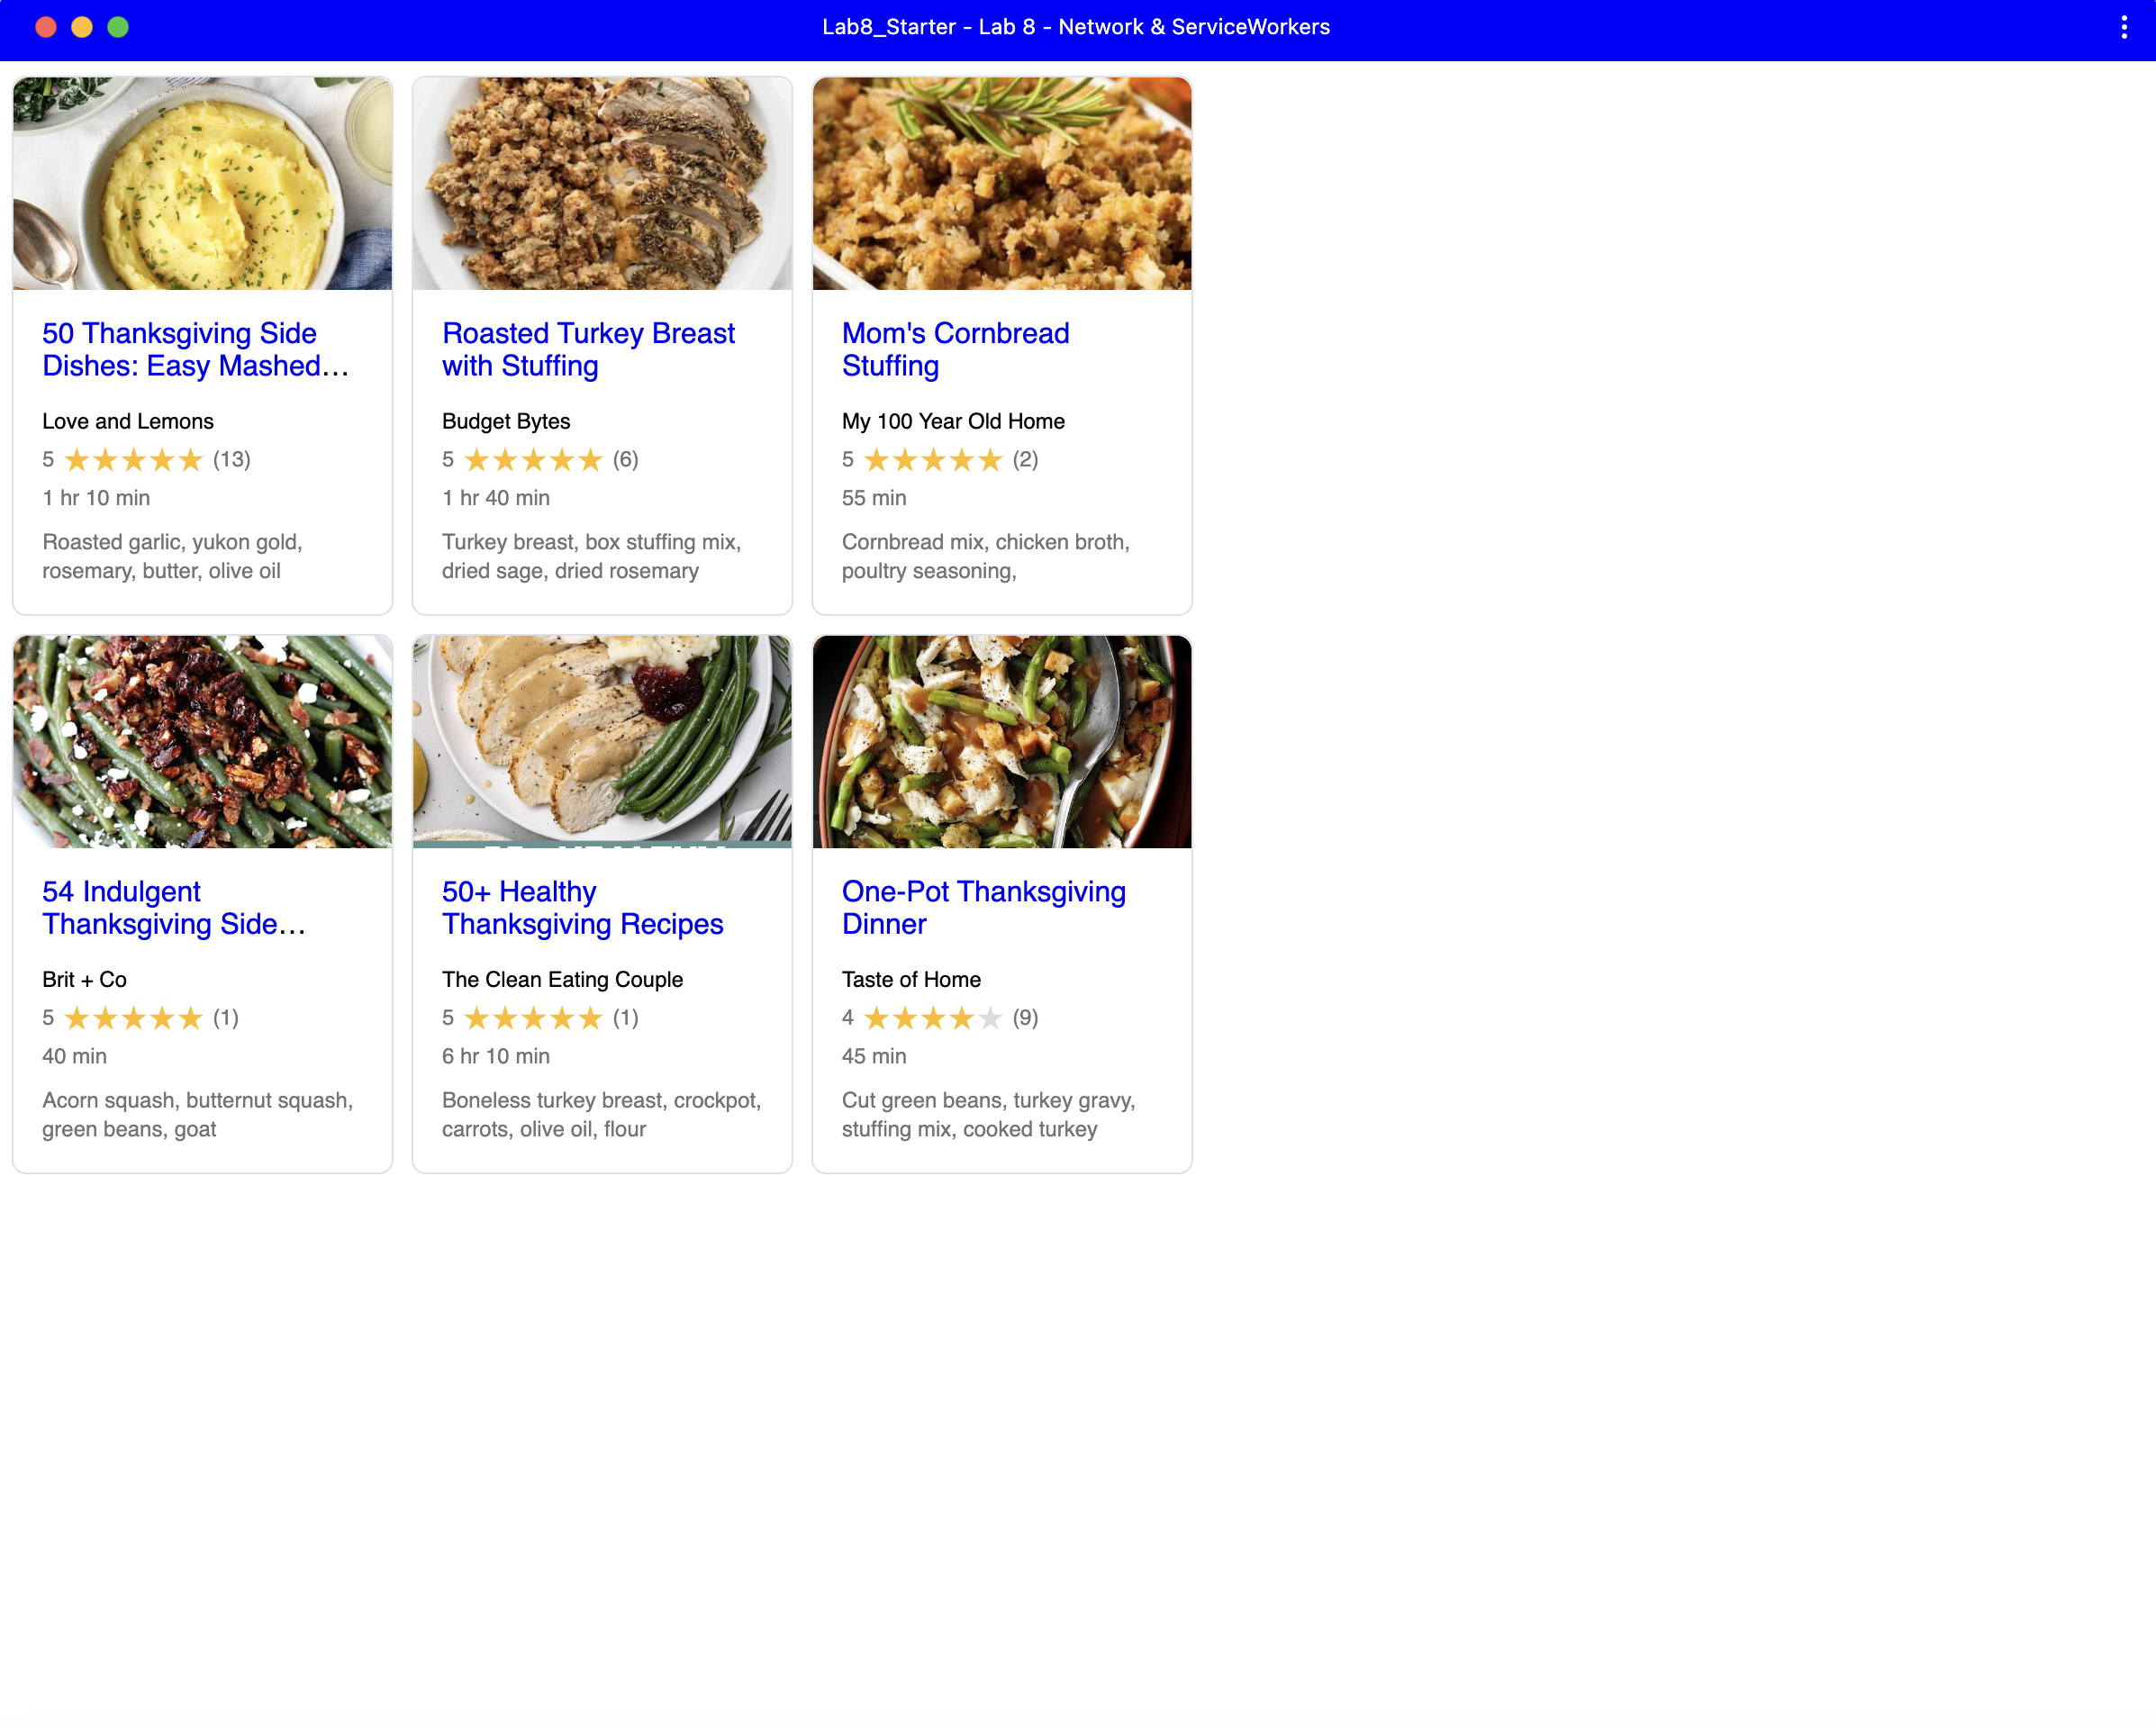 Lab8_Starter - Lab 8 - Network & ServiceWorkers
50 Thanksgiving Side
Dishes: Easy Mashed...
Love and Lemons
5 ★★★★★ (13)
1 hr 10 min
Roasted garlic, yukon gold,
rosemary, butter, olive oil
Roasted Turkey Breast
with Stuffing
Budget Bytes
5 ★★★★★ (6)
1 hr 40 min
Turkey breast, box stuffing mix,
dried sage, dried rosemary
Mom's Cornbread
Stuffing
My 100 Year Old Home
5 ★★★★★ (2)
55 min
Cornbread mix, chicken broth,
poultry seasoning,
54 Indulgent
Thanksgiving Side...
Brit + Co
5 ★★★★★ (1)
40 min
Acorn squash, butternut squash,
green beans, goat
50+ Healthy
Thanksgiving Recipes
The Clean Eating Couple
5 ★★★★★ (1)
6 hr 10 min
Boneless turkey breast, crockpot,
carrots, olive oil, flour
One-Pot Thanksgiving
Dinner
Taste of Home
4 ★★★★★ (9)
45 min
Cut green beans, turkey gravy,
stuffing mix, cooked turkey